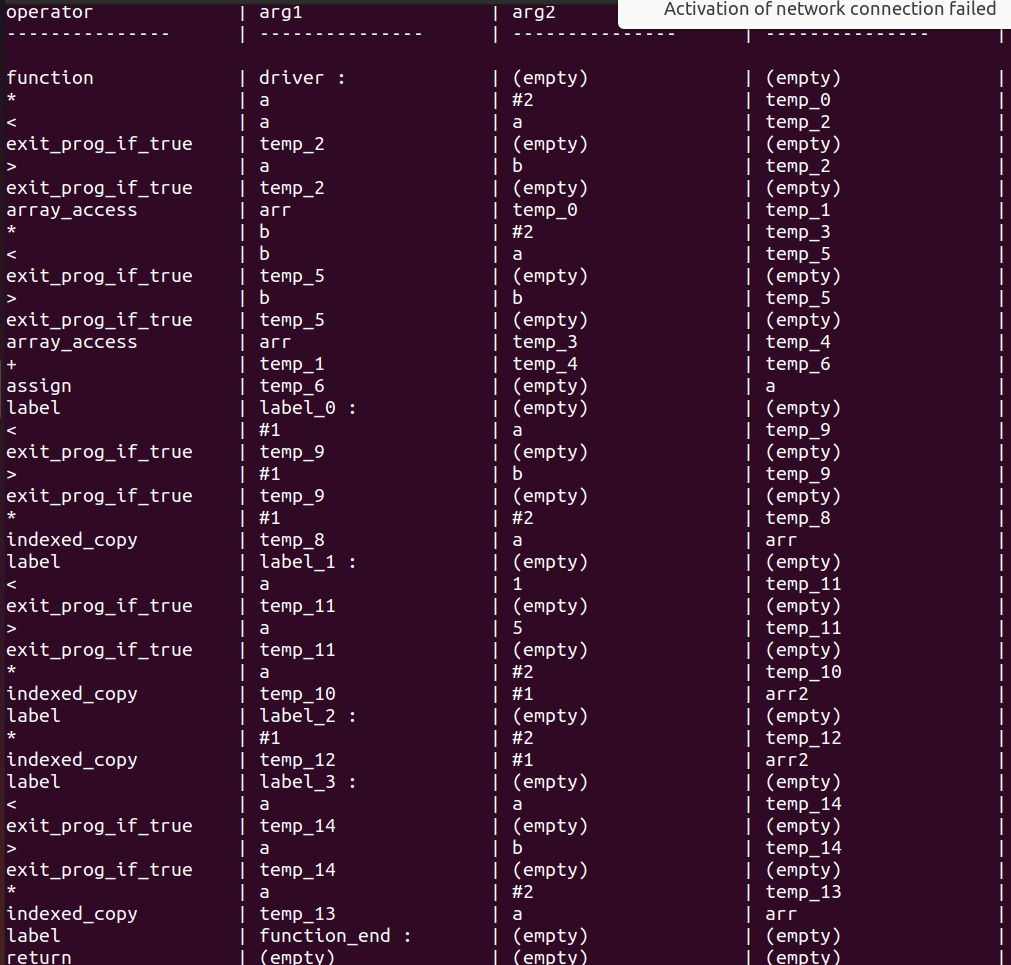 operator | arg1 | arg2 Activation of network connection failed
--------------- | --------------- | --------------- | --------------- |
function | driver : | (empty) | (empty) |
* | a | #2 | temp_0 |
< | a | a | temp_2 |
exit_prog_if_true | temp_2 | (empty) | (empty) |
> | a | b | temp_2 |
exit_prog_if_true | temp_2 | (empty) | (empty) |
array_access | arr | temp_0 | temp_1 |
* | b | #2 | temp_3 |
< | b | a | temp_5 |
exit_prog_if_true | temp_5 | (empty) | (empty) |
> | b | b | temp_5 |
exit_prog_if_true | temp_5 | (empty) | (empty) |
array_access | arr | temp_3 | temp_4 |
+ | temp_1 | temp_4 | temp_6 |
assign | temp_6 | (empty) | a |
label | label_0 : | (empty) | (empty) |
< | #1 | a | temp_9 |
exit_prog_if_true | temp_9 | (empty) | (empty) |
> | #1 | b | temp_9 |
exit_prog_if_true | temp_9 | (empty) | (empty) |
* | #1 | #2 | temp_8 |
indexed_copy | temp_8 | a | arr |
label | label_1 : | (empty) | (empty) |
< | a | 1 | temp_11 |
exit_prog_if_true | temp_11 | (empty) | (empty) |
> | a | 5 | temp_11 |
exit_prog_if_true | temp_11 | (empty) | (empty) |
* | a | #2 | temp_10 |
indexed_copy | temp_10 | #1 | arr2 |
label | label_2 : | (empty) | (empty) |
* | #1 | #2 | temp_12 |
indexed_copy | temp_12 | #1 | arr2 |
label | label_3 : | (empty) | (empty) |
< | a | a | temp_14 |
exit_prog_if_true | temp_14 | (empty) | (empty) |
> | a | b | temp_14 |
exit_prog_if_true | temp_14 | (empty) | (empty) |
* | a | #2 | temp_13 |
indexed_copy | temp_13 | a | arr |
label | function_end : | (empty) | (empty) |
return | (empty) | (empty) | (empty) |